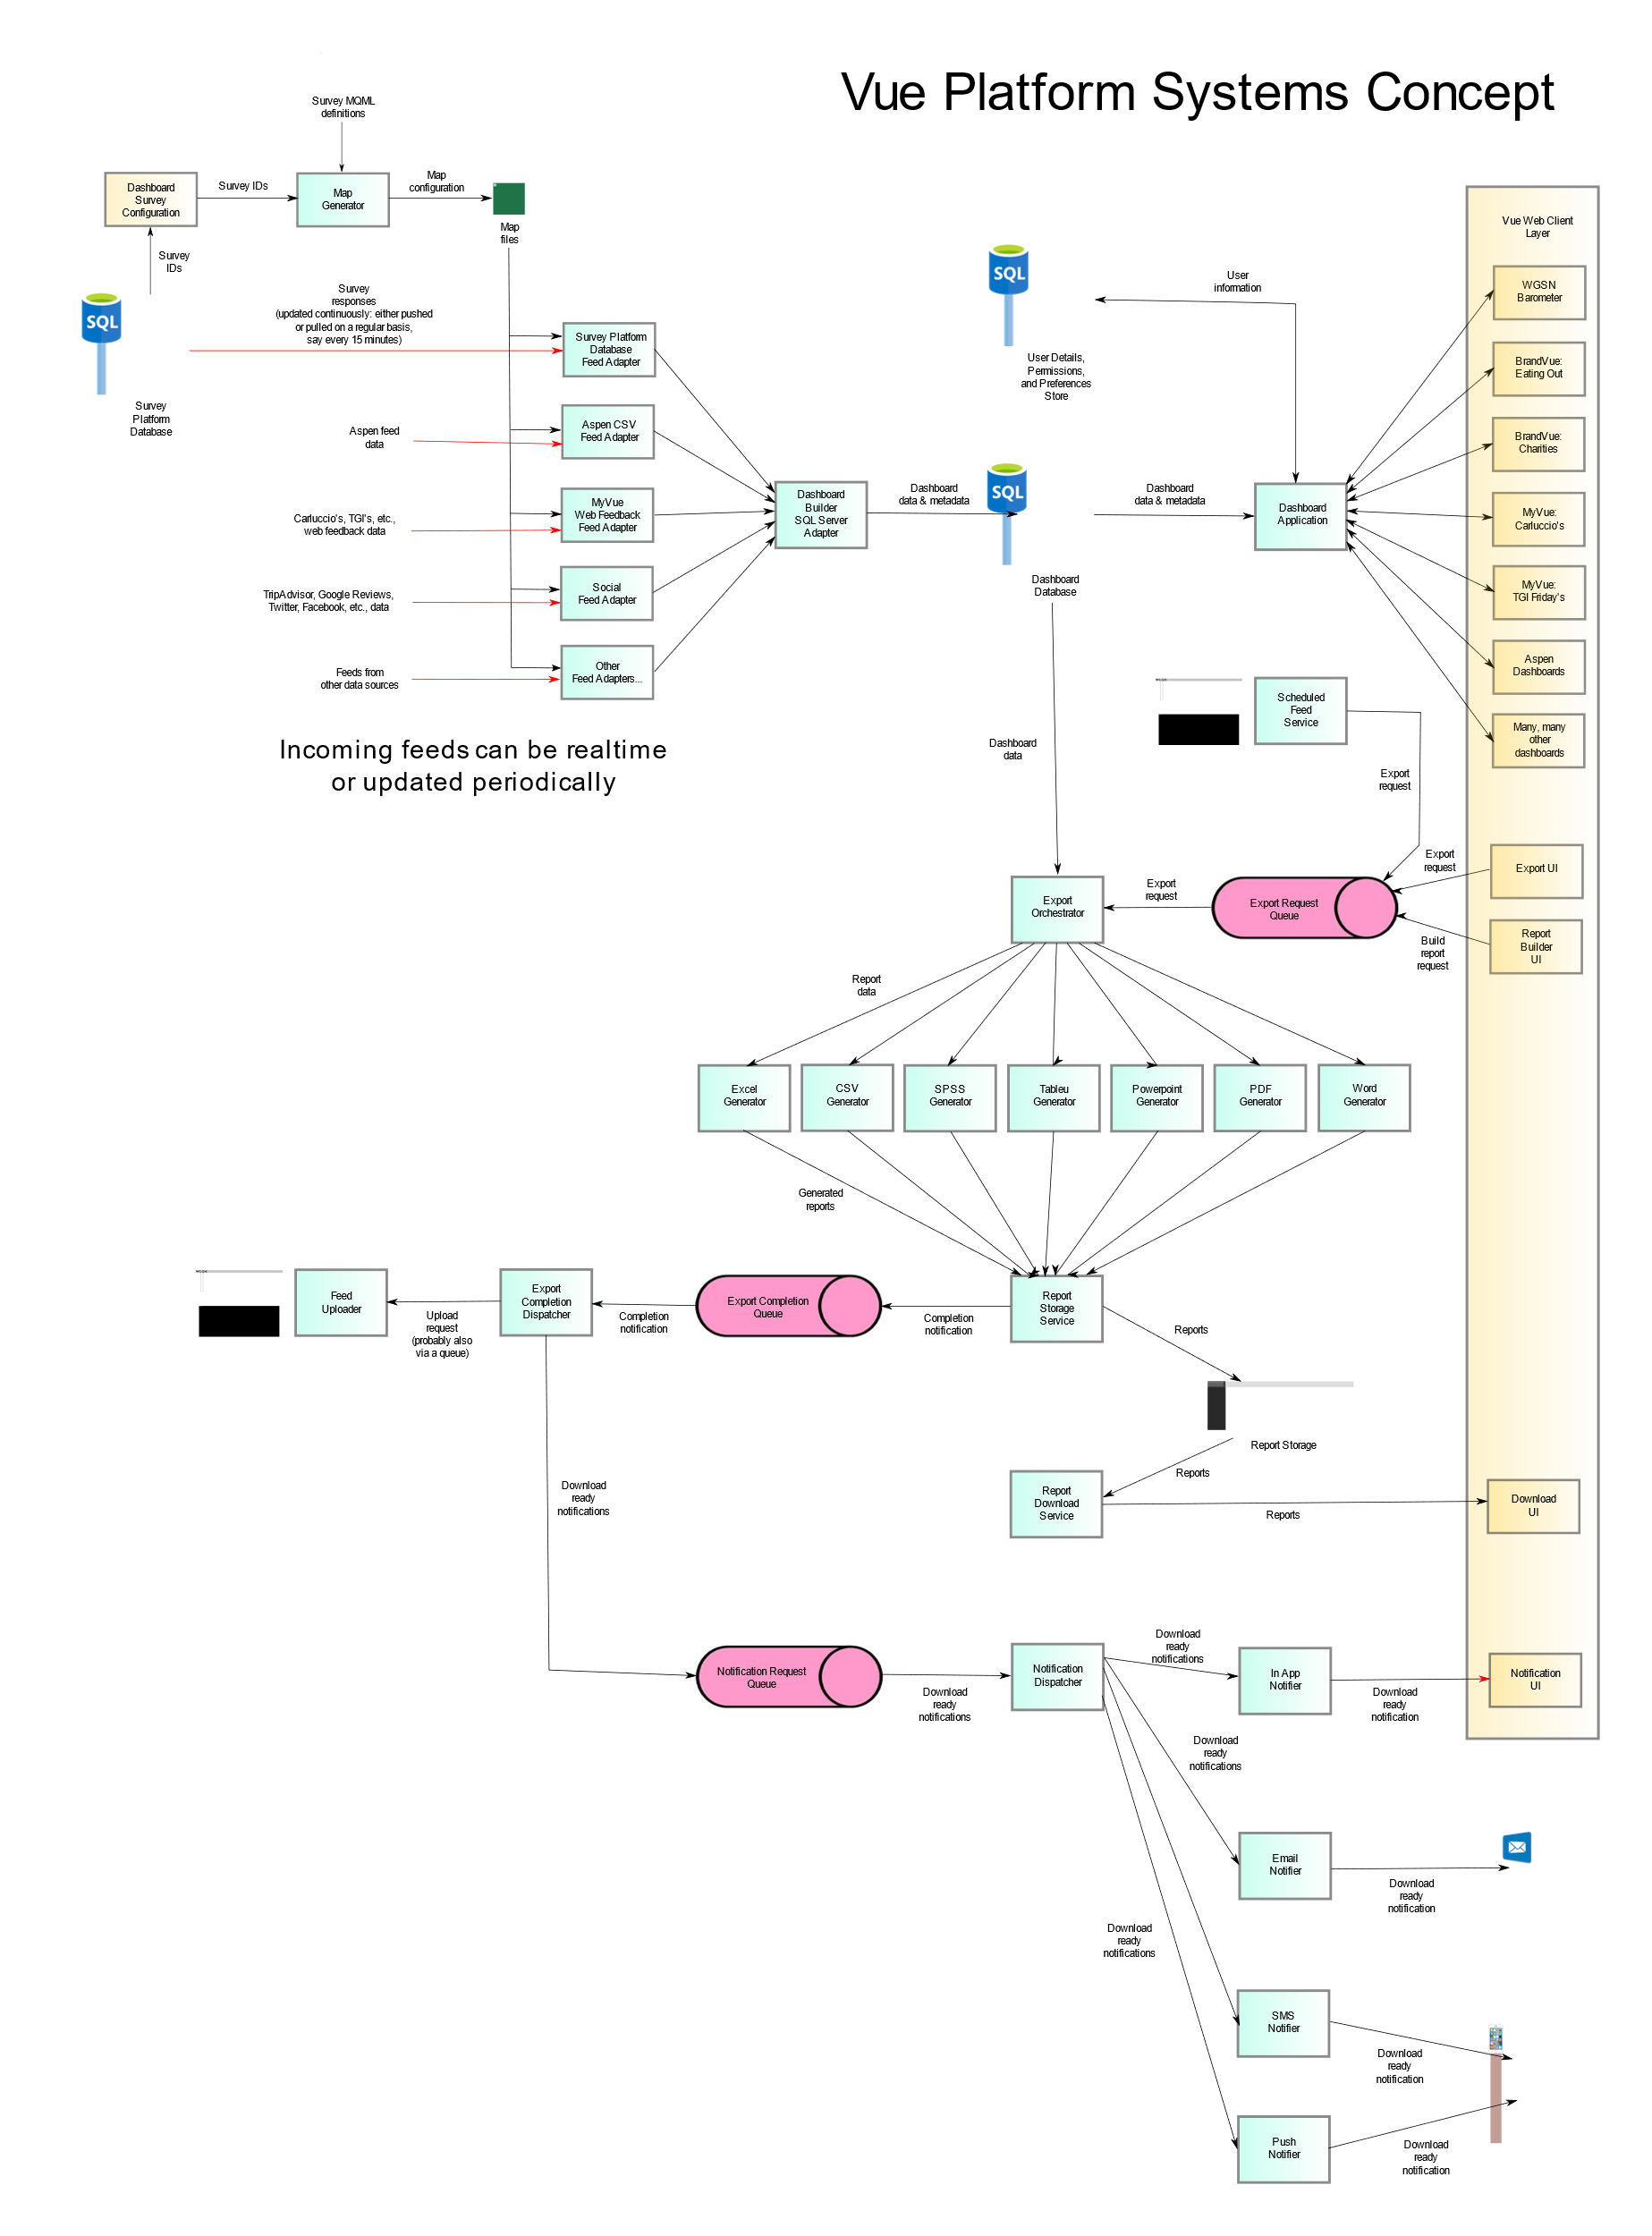 Vue Platform Systems Concept
Survey MQML
definitions
Dashboard
Survey
Configuration
Survey IDs
Map
Generator
Map
configuration
Map
files
Survey
IDs
SQL
Survey
Platform
Database
Survey
responses
(updated continuously: either pushed
or pulled on a regular basis,
say every 15 minutes)
Survey Platform
Database
Feed Adapter
Aspen feed
data
Aspen CSV
Feed Adapter
Carluccio's, TGI's, etc.,
web feedback data
MyVue
Web Feedback
Feed Adapter
TripAdvisor, Google Reviews,
Twitter, Facebook, etc., data
Social
Feed Adapter
Feeds from
other data sources
Other
Feed Adapters...
Incoming feeds can be realtime
or updated periodically
Dashboard
Builder
SQL Server
Adapter
Dashboard
data & metadata
SQL
User Details,
Permissions,
and Preferences
Store
User
information
SQL
Dashboard
Database
Dashboard
data & metadata
Dashboard
Application
Vue Web Client
Layer
WGSN
Barometer
BrandVue:
Eating Out
BrandVue:
Charities
MyVue:
Carluccio's
MyVue:
TGI Friday's
Aspen
Dashboards
Many, many
other
dashboards
Scheduled
Feed
Service
Dashboard
data
Export
request
Export
request
Export UI
Export
Orchestrator
Export
request
Export Request
Queue
Build
report
request
Report
Builder
UI
Report
data
Excel
Generator
CSV
Generator
SPSS
Generator
Tableu
Generator
Powerpoint
Generator
PDF
Generator
Word
Generator
Generated
reports
Feed
Uploader
Upload
request
(probably also
via a queue)
Export
Completion
Dispatcher
Completion
notification
Export Completion
Queue
Completion
notification
Report
Storage
Service
Reports
Report Storage
Reports
Report
Download
Service
Reports
Download
UI
Download
ready
notifications
Notification Request
Queue
Download
ready
notifications
Notification
Dispatcher
Download
ready
notifications
In App
Notifier
Download
ready
notification
Notification
UI
Download
ready
notifications
Email
Notifier
Download
ready
notification
Download
ready
notifications
SMS
Notifier
Download
ready
notification
Push
Notifier
Download
ready
notification